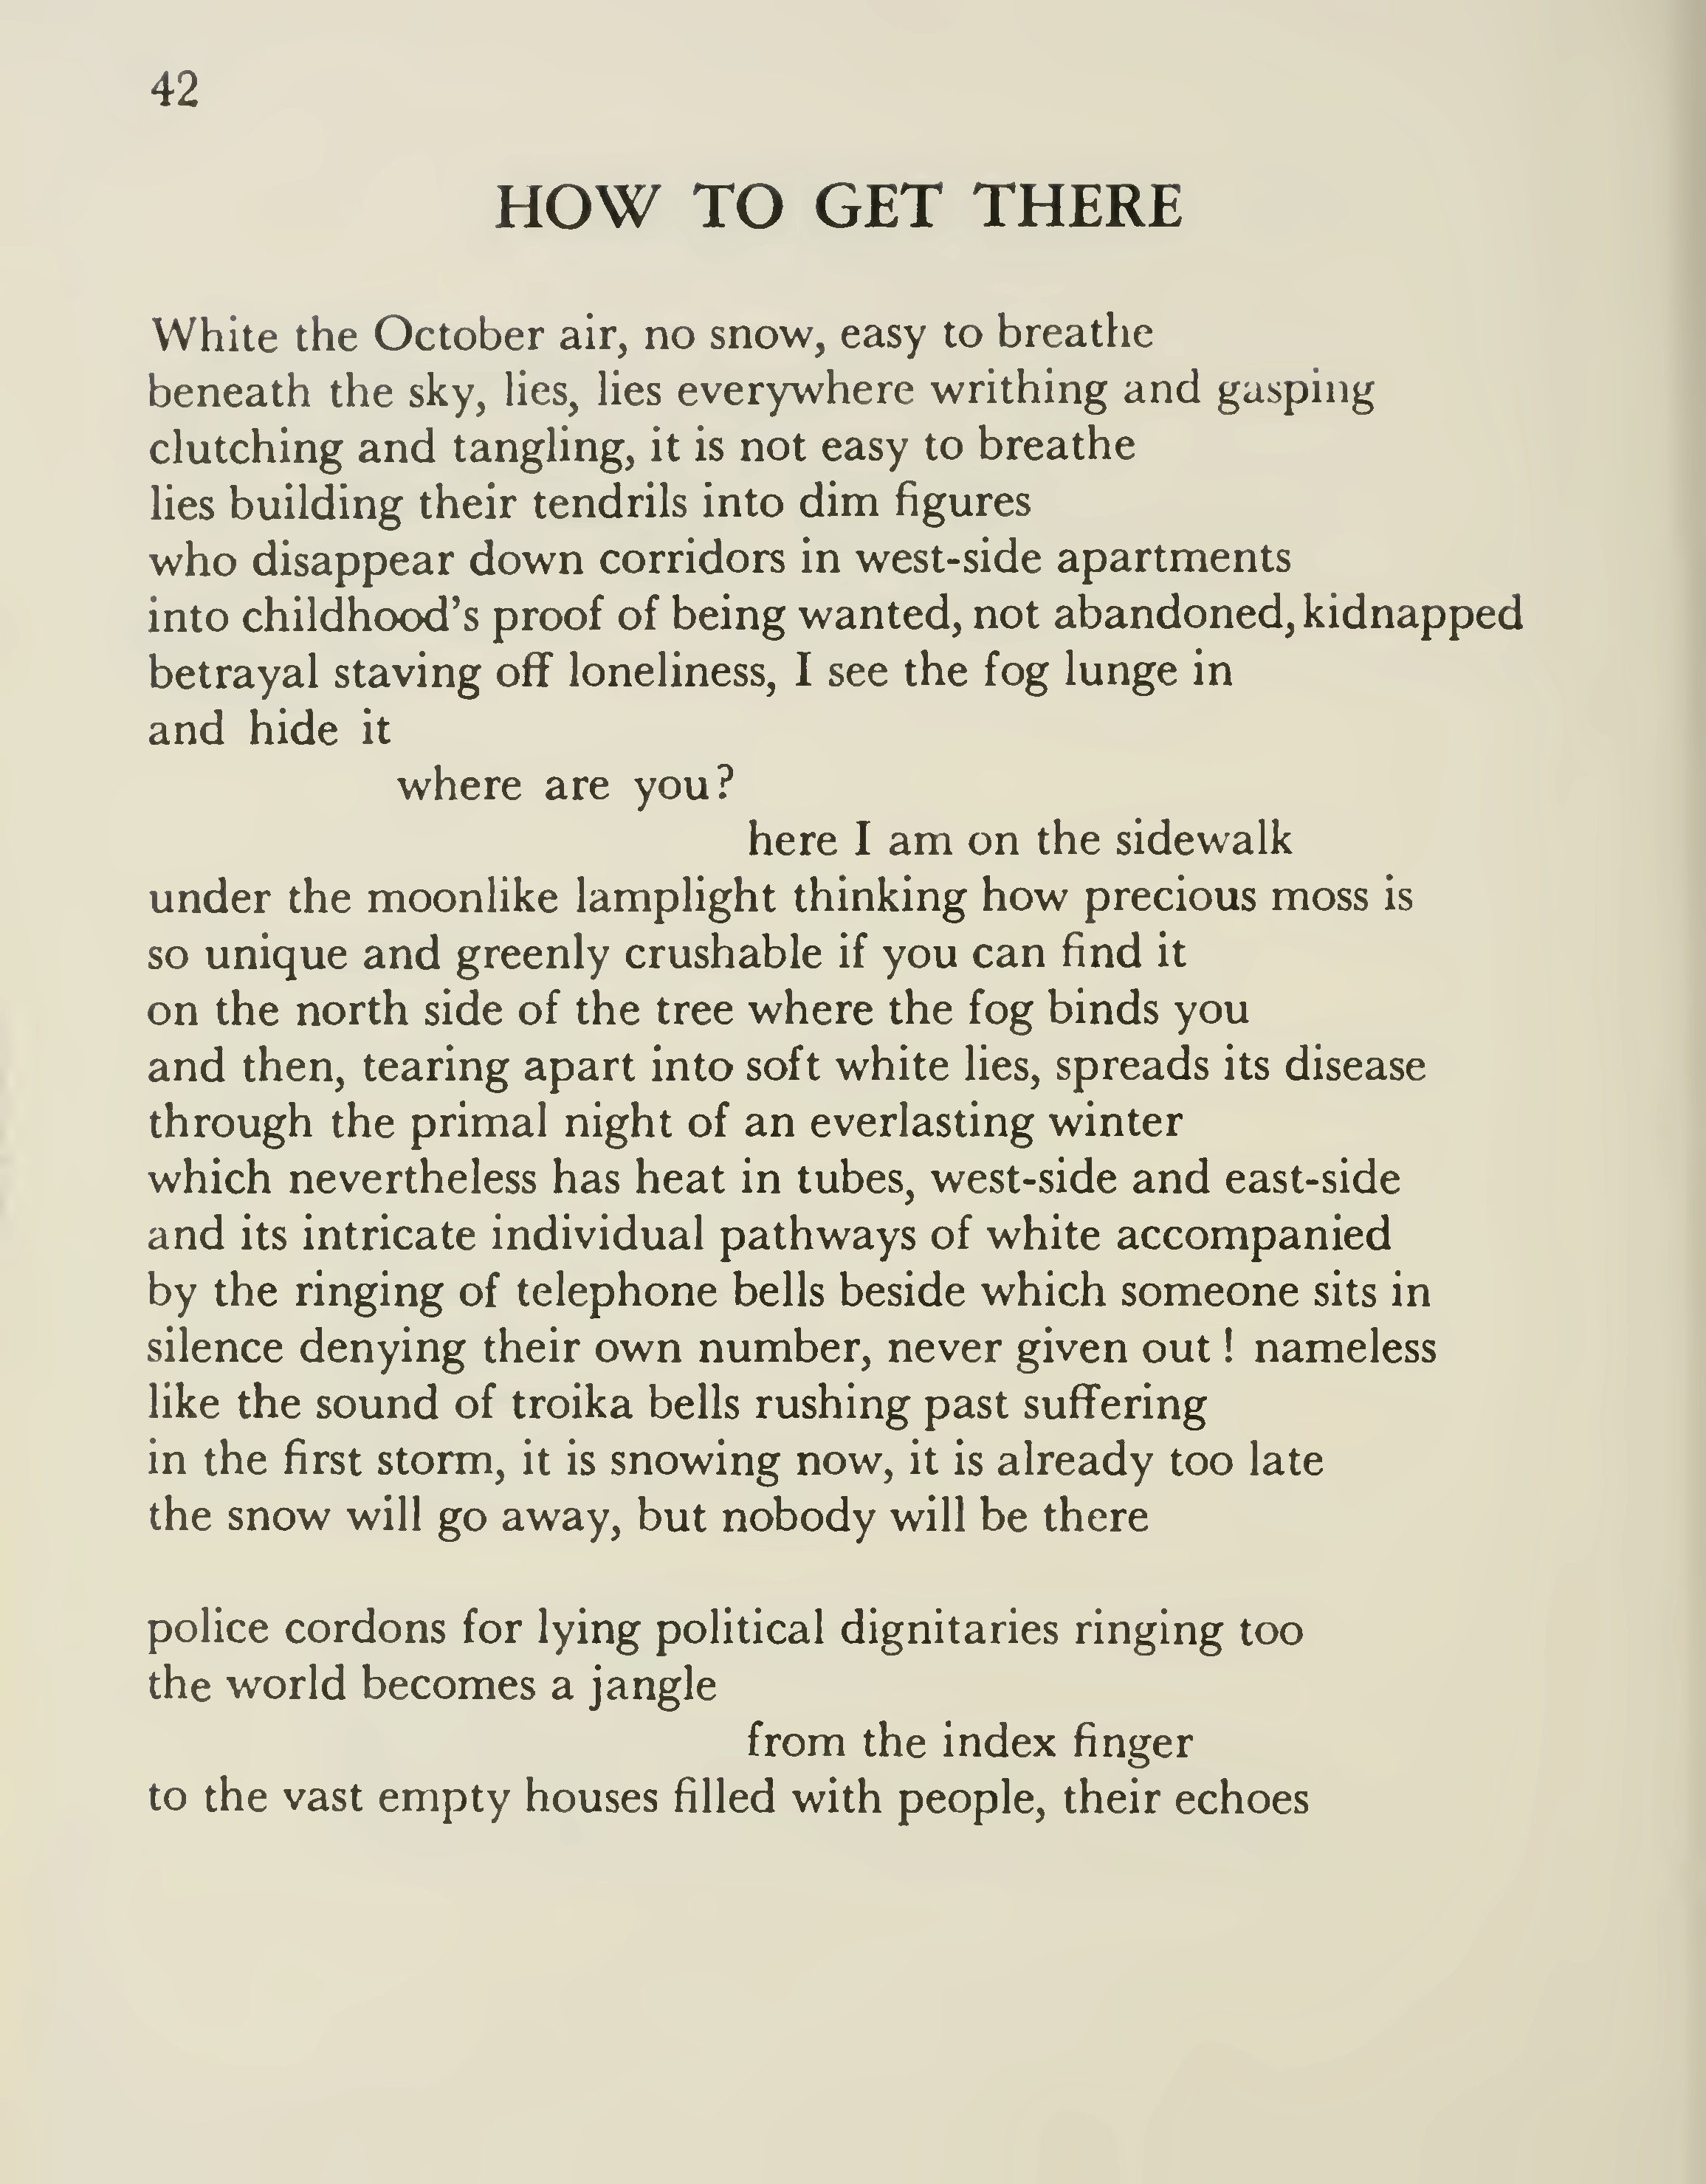 42
HOW TO GET THERE
White the October air, no snow, easy to breathe
beneath the sky, lies, lies everywhere writhing and gasping
clutching and tangling, it is not easy to breathe
lies building their tendrils into dim figures
who disappear down corridors in west-side apartments
into childhood's proof of being wanted, not abandoned, kidnapped
betrayal staving off loneliness, I see the fog lunge in
and hide it
where are you?
here I am on the sidewalk
under the moonlike lamplight thinking how precious moss is
so unique and greenly crushable if you can find it
on the north side of the tree where the fog binds you
and then, tearing apart into soft white lies, spreads its disease
through the primal night of an everlasting winter
which nevertheless has heat in tubes, west-side and east-side
and its intricate individual pathways of white accompanied
by the ringing of telephone bells beside which someone sits in
silence denying their own number, never given out! nameless
like the sound of troika bells rushing past suffering
in the first storm, it is snowing now, it is already too late
the snow will go away, but nobody will be there
police cordons for lying political dignitaries ringing too
the world becomes a jangle
from the index finger
to the vast empty houses filled with people, their echoes